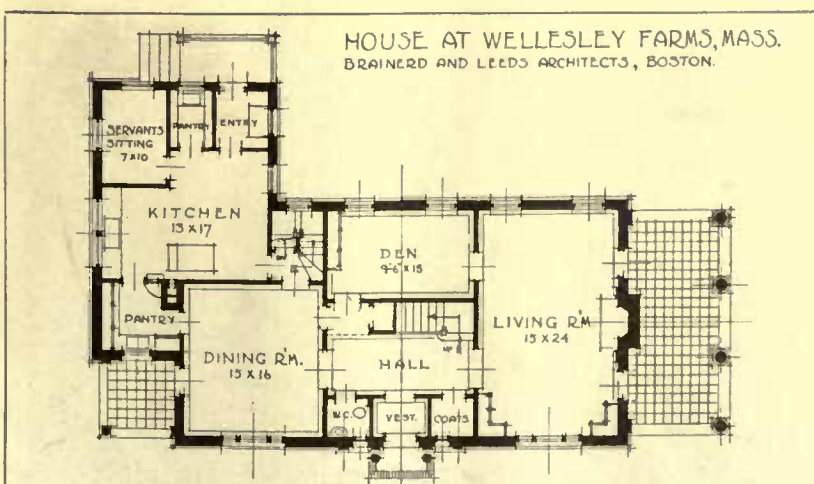 HOUSE AT WELLESLEY FARMS, MASS.
BRAINERD AND LEEDS ARCHITECTS, BOSTON.
SERVANTS
SITTING
7 X 10
PANTRY
ENTRY
KITCHEN
13 X 17
DEN
9'6" X 15
PANTRY
DINING R'M.
15 X 16
HALL
UP
LIVING R'M
15 X 24
W.C.
VEST.
COATS.